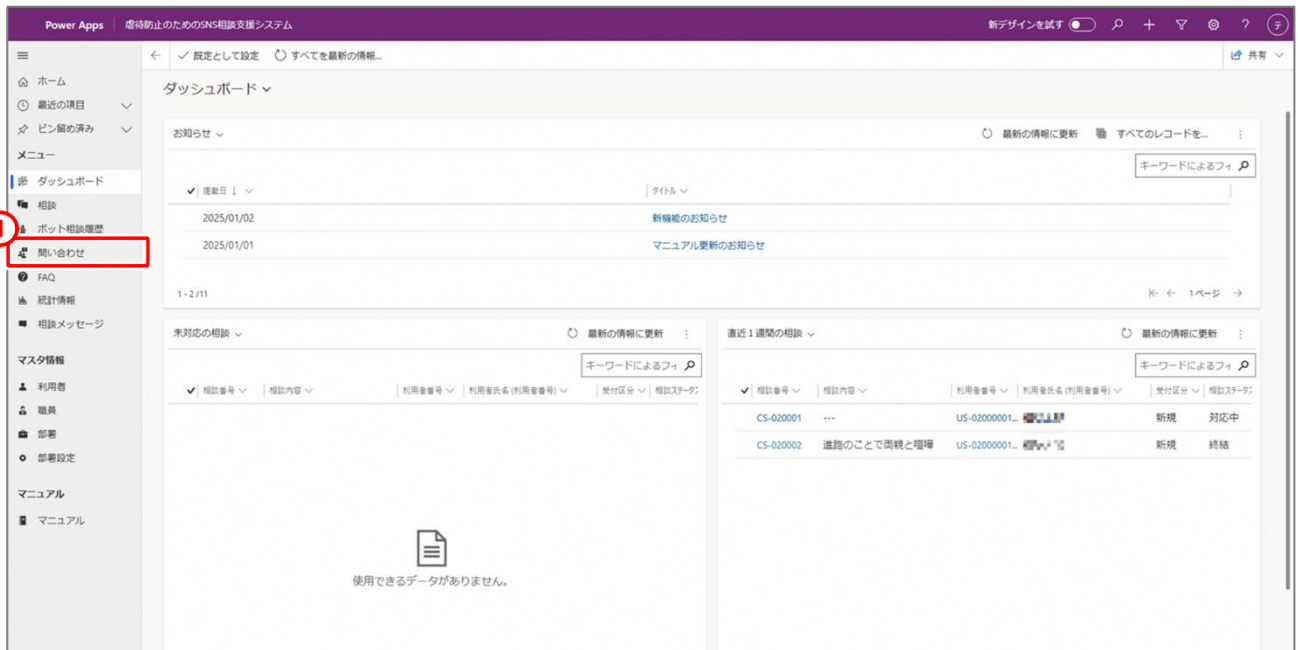 Power Apps 虐待防止のためのSNS相談支援システム 新デザインを試す ?
既定として設定 すべてを最新の情報...
共有
ホーム
最近の項目
ピン留め済み
メニュー
ダッシュボード
相談
ボット相談履歴
1
問い合わせ
FAQ
統計情報
相談メッセージ
マスタ情報
利用者
職員
部署
部署設定
マニュアル
マニュアル
ダッシュボード
お知らせ 最新の情報に更新 すべてのレコードを...
キーワードによるフィ
掲載日 ↓ タイトル
2025/01/02 新機能のお知らせ
2025/01/01 マニュアル更新のお知らせ
1 - 2 /11 1ページ
未対応の相談 最新の情報に更新
キーワードによるフィ
相談番号 相談内容 利用者番号 利用者氏名 (利用者番号) 受付区分 相談ステータス
使用できるデータがありません。
直近1週間の相談 最新の情報に更新
キーワードによるフィ
相談番号 相談内容 利用者番号 利用者氏名 (利用者番号) 受付区分 相談ステータス
CS-020001 --- US-02000001... 新規 対応中
CS-020002 進路のことで両親と喧嘩 US-02000001... 新規 終結